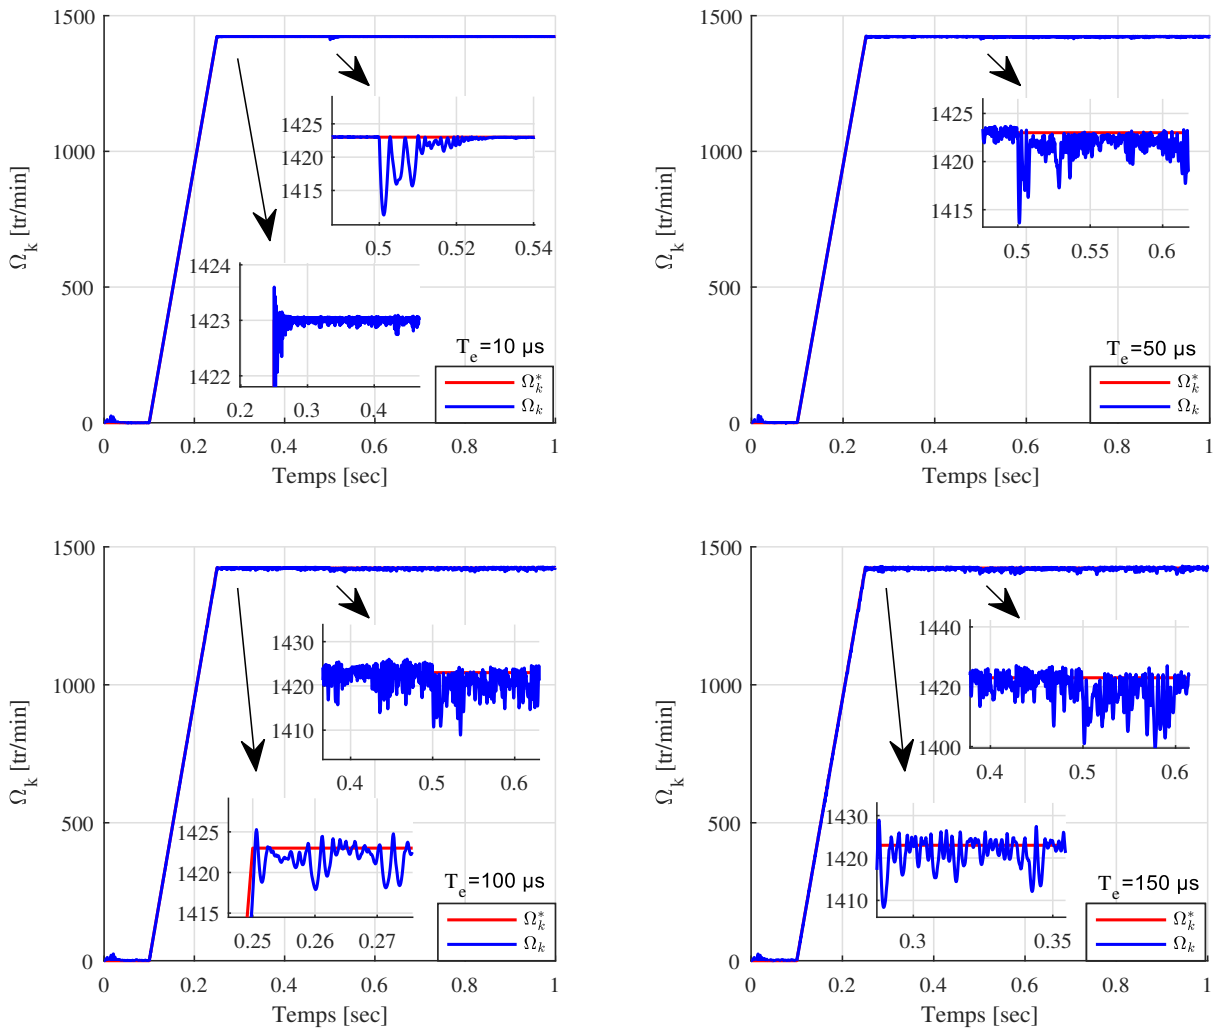 1500
1000
500
0
Ω_k [tr/min]
1425
1420
1415
0.5 0.52 0.54
1424
1423
1422
0.2 0.3 0.4
T_e=10 µs
Ω*_k
Ω_k
0 0.2 0.4 0.6 0.8 1
Temps [sec]
1500
1000
500
0
Ω_k [tr/min]
1425
1420
1415
0.5 0.55 0.6
T_e=50 µs
Ω*_k
Ω_k
0 0.2 0.4 0.6 0.8 1
Temps [sec]
1500
1000
500
0
Ω_k [tr/min]
1430
1420
1410
0.4 0.5 0.6
1425
1420
1415
0.25 0.26 0.27
T_e=100 µs
Ω*_k
Ω_k
0 0.2 0.4 0.6 0.8 1
Temps [sec]
1500
1000
500
0
Ω_k [tr/min]
1440
1420
1400
0.4 0.5 0.6
1430
1420
1410
0.3 0.35
T_e=150 µs
Ω*_k
Ω_k
0 0.2 0.4 0.6 0.8 1
Temps [sec]